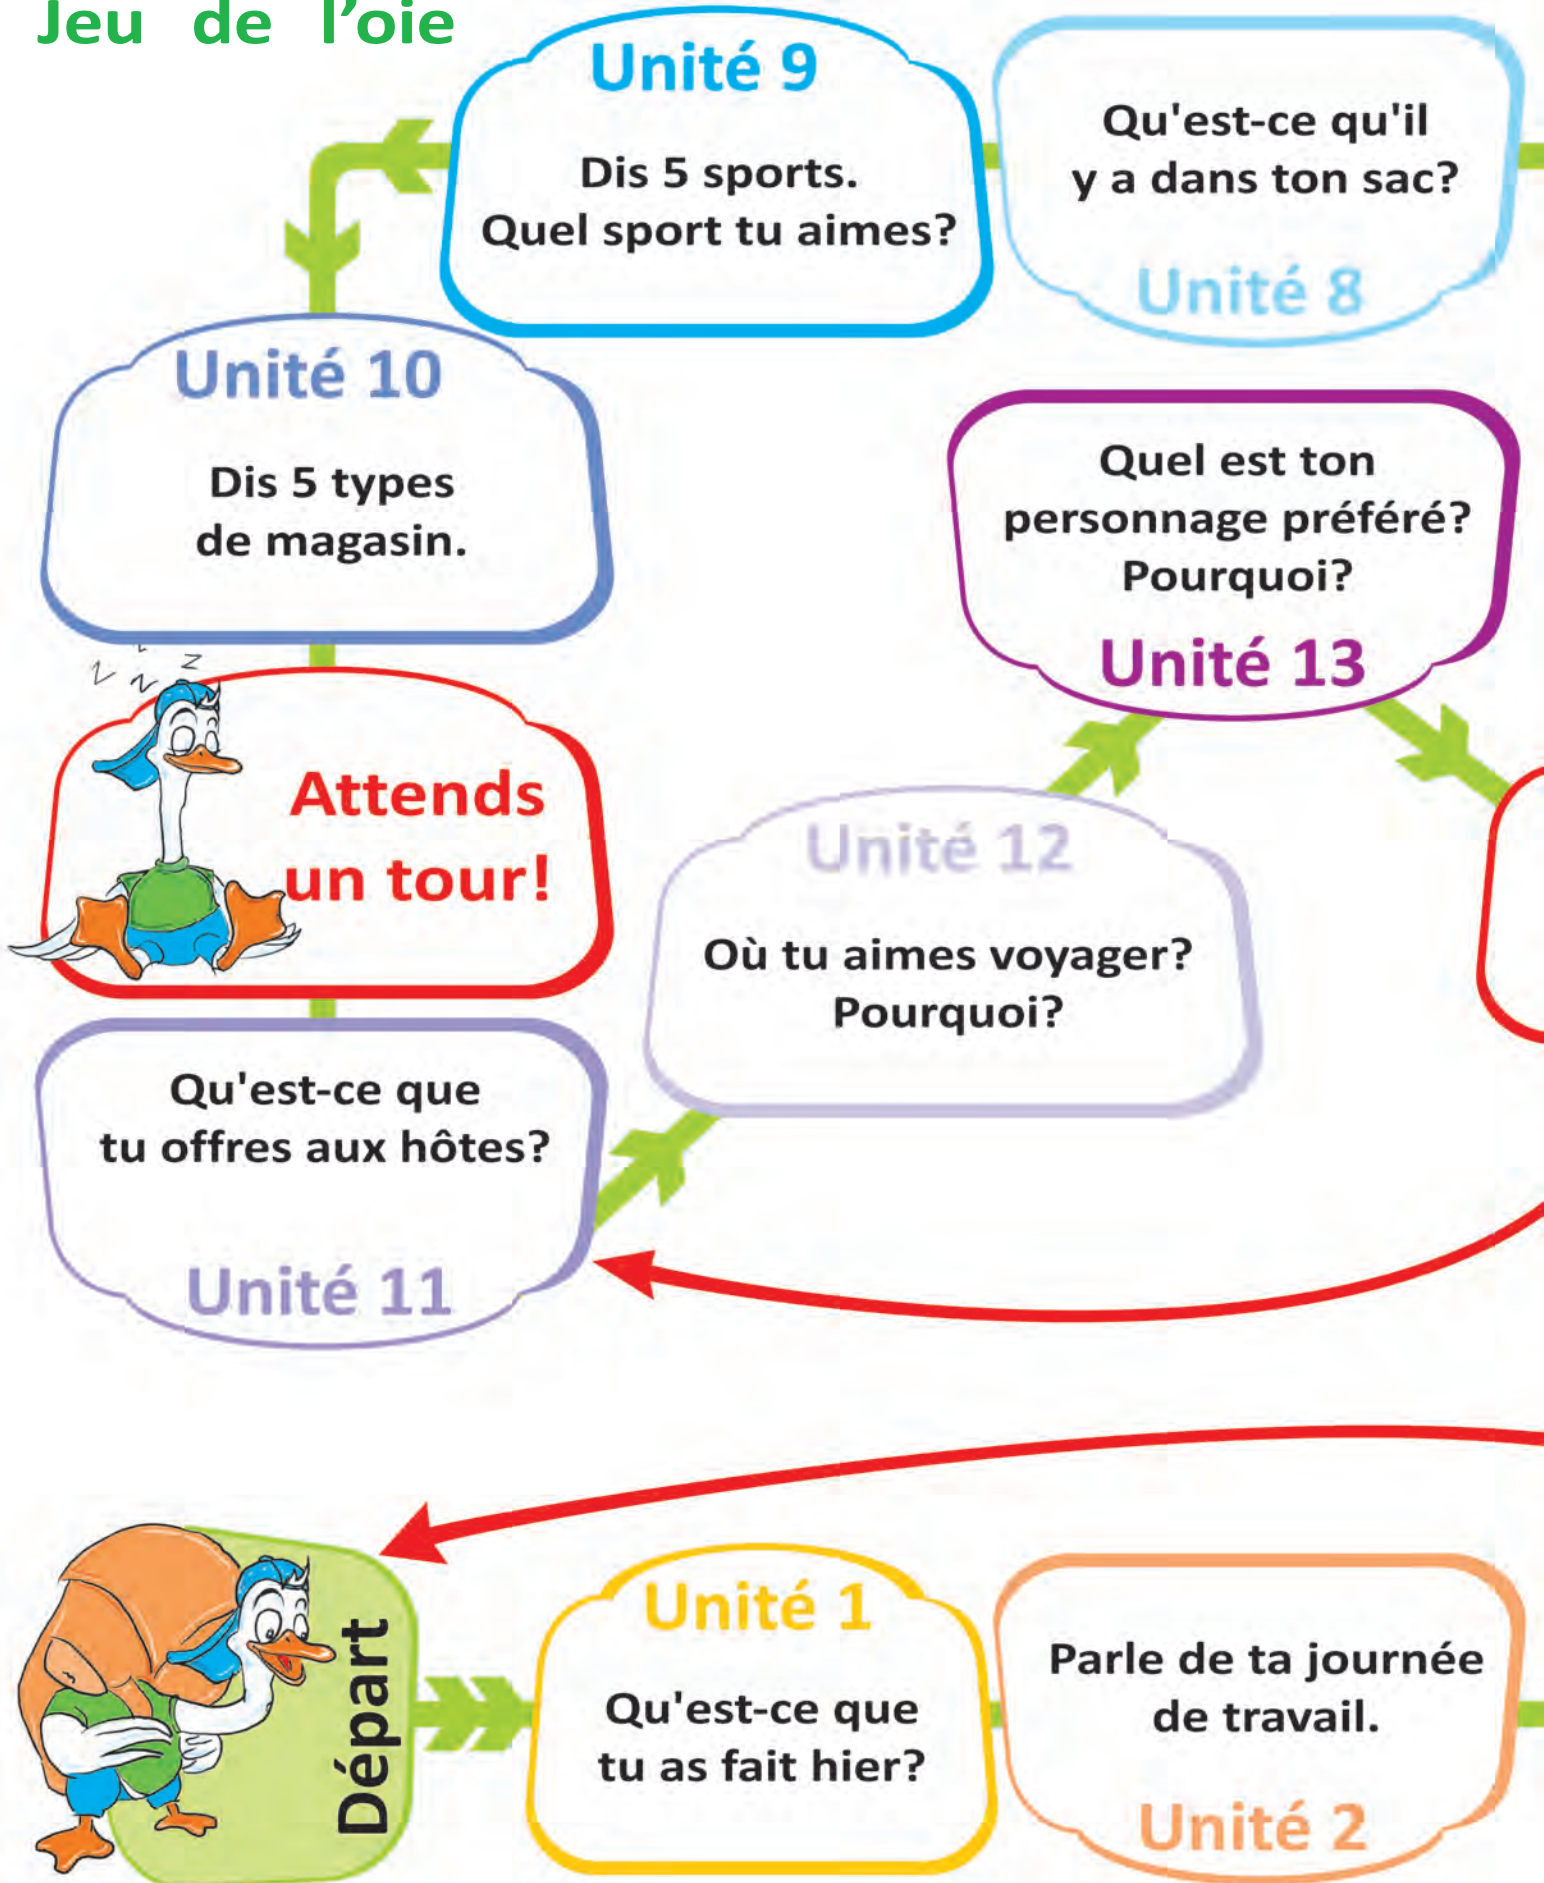 Jeu de l'oie
Unité 9
Dis 5 sports.
Quel sport tu aimes?
Qu'est-ce qu'il
y a dans ton sac?
Unité 8
Unité 10
Dis 5 types
de magasin.
Quel est ton
personnage préféré?
Pourquoi?
Unité 13
z z z z
Attends
un tour!
Unité 12
Où tu aimes voyager?
Pourquoi?
Qu'est-ce que
tu offres aux hôtes?
Unité 11
Départ
Unité 1
Qu'est-ce que
tu as fait hier?
Parle de ta journée
de travail.
Unité 2